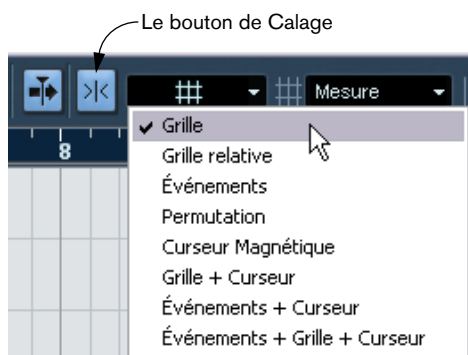 Le bouton de Calage
Mesure
8
Grille
Grille relative
Événements
Permutation
Curseur Magnétique
Grille + Curseur
Événements + Curseur
Événements + Grille + Curseur